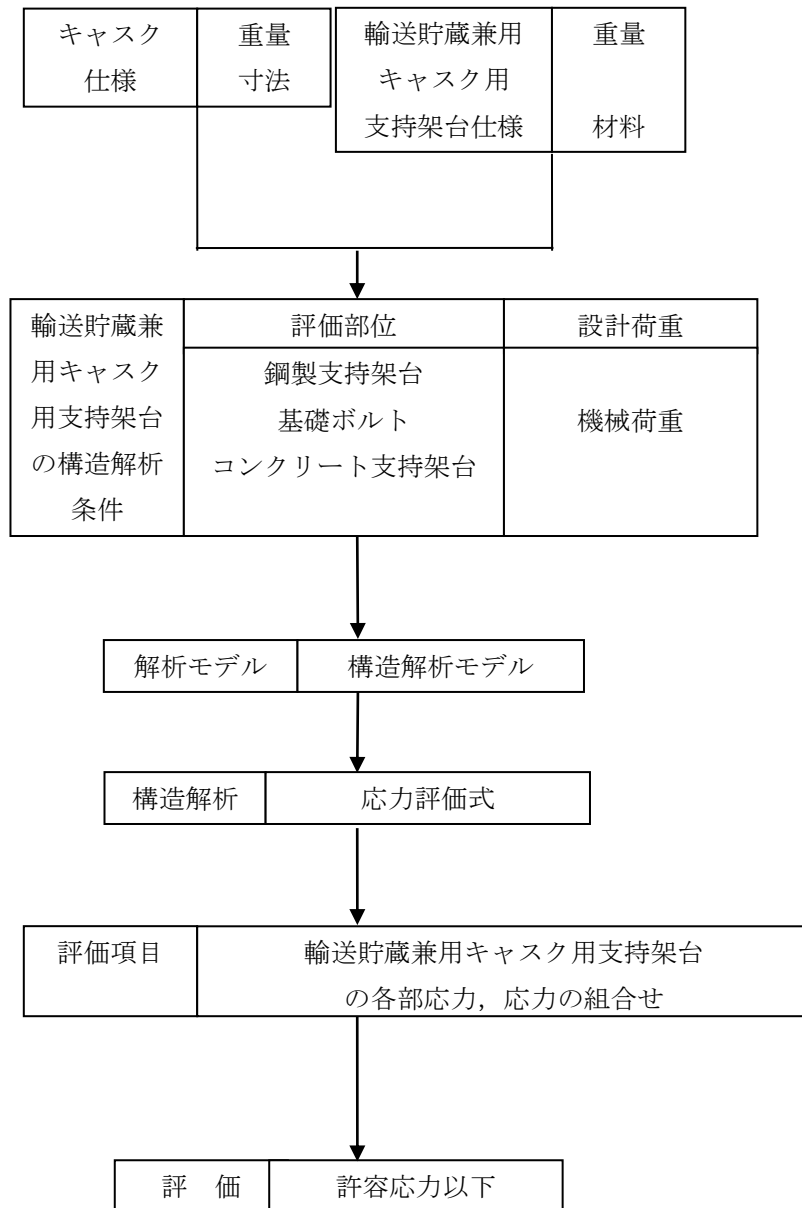 キャスク
仕様
重量
寸法
輸送貯蔵兼用
キャスク用
支持架台仕様
重量
材料
輸送貯蔵兼
用キャスク
用支持架台
の構造解析
条件
評価部位
鋼製支持架台
基礎ボルト
コンクリート支持架台
設計荷重
機械荷重
解析モデル
構造解析モデル
構造解析
応力評価式
評価項目
輸送貯蔵兼用キャスク用支持架台
の各部応力，応力の組合せ
評　価
許容応力以下